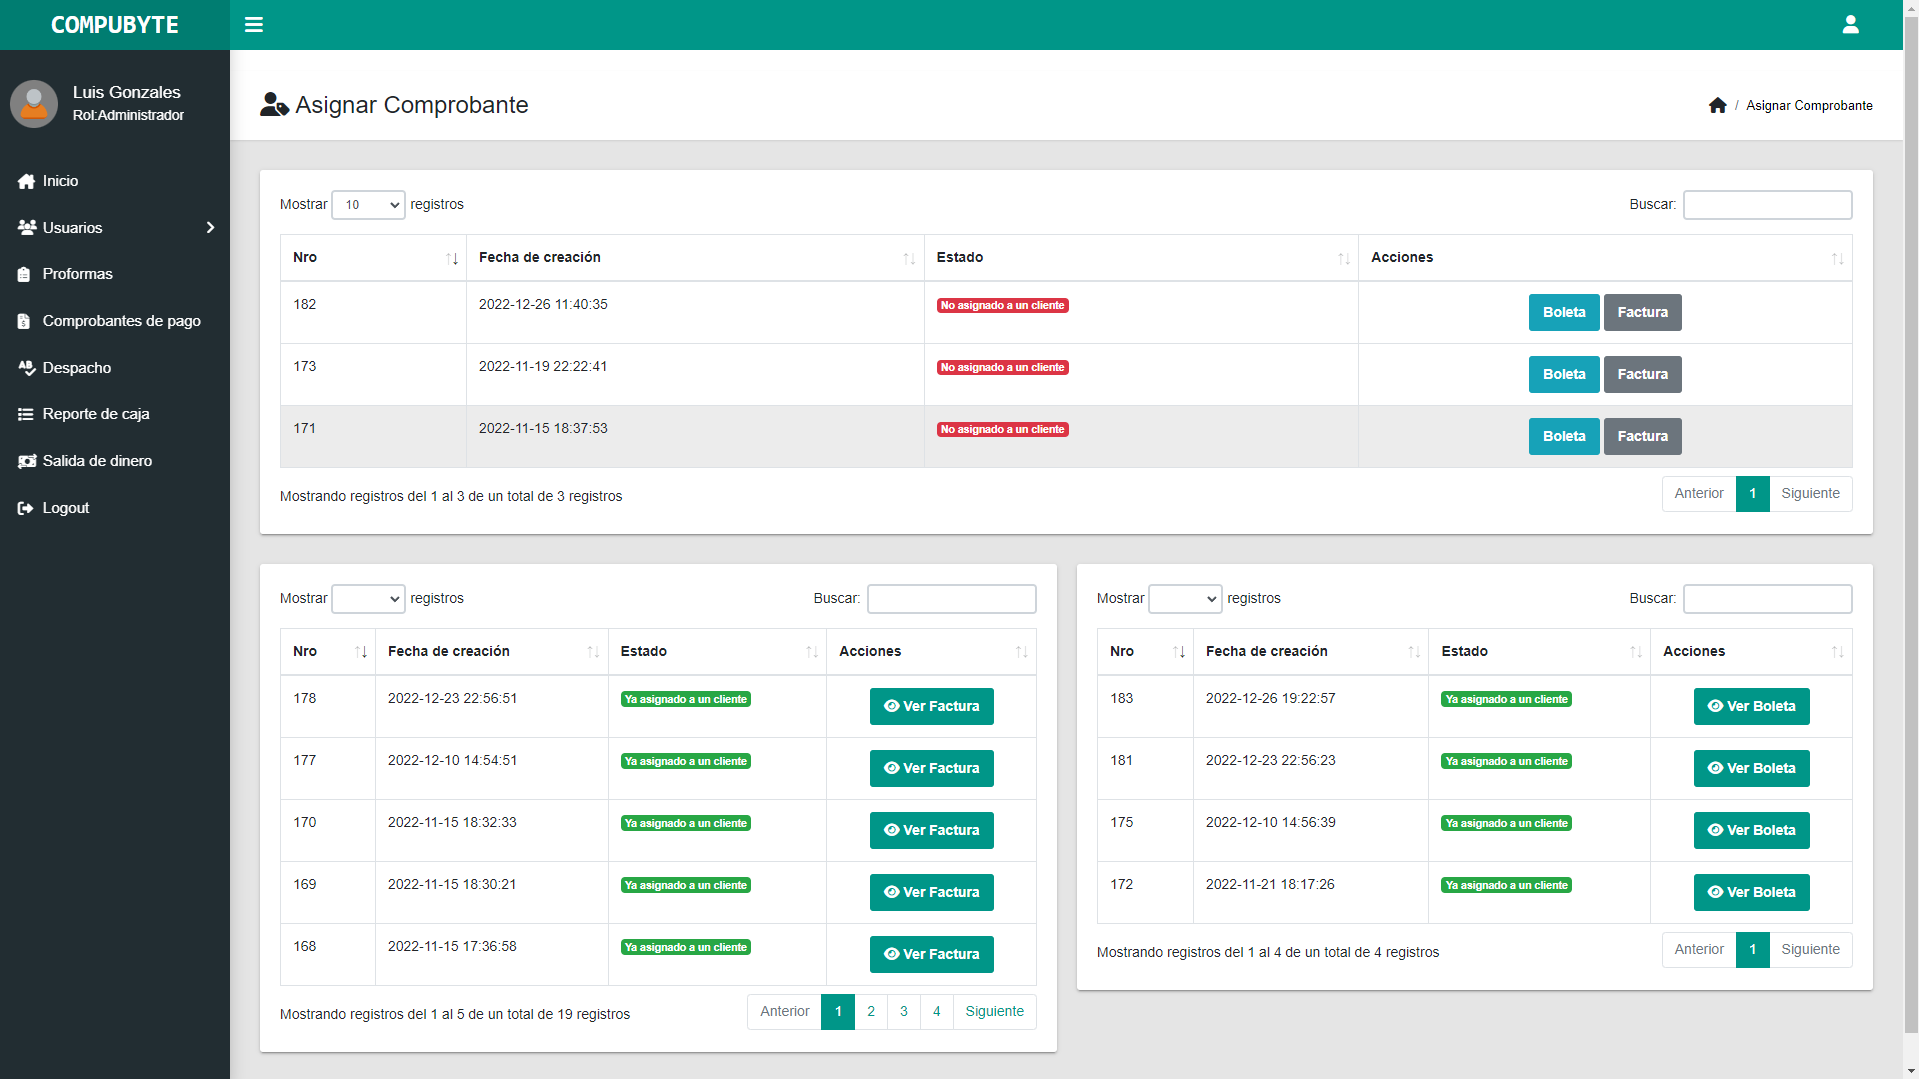 COMPUBYTE
Luis Gonzales
Rol:Administrador
Inicio
Usuarios
Proformas
Comprobantes de pago
Despacho
Reporte de caja
Salida de dinero
Logout
Asignar Comprobante
/ Asignar Comprobante
Mostrar 10 registros Buscar:
Nro Fecha de creación Estado Acciones
182 2022-12-26 11:40:35 No asignado a un cliente Boleta Factura
173 2022-11-19 22:22:41 No asignado a un cliente Boleta Factura
171 2022-11-15 18:37:53 No asignado a un cliente Boleta Factura
Mostrando registros del 1 al 3 de un total de 3 registros Anterior 1 Siguiente
Mostrar registros Buscar:
Nro Fecha de creación Estado Acciones
178 2022-12-23 22:56:51 Ya asignado a un cliente Ver Factura
177 2022-12-10 14:54:51 Ya asignado a un cliente Ver Factura
170 2022-11-15 18:32:33 Ya asignado a un cliente Ver Factura
169 2022-11-15 18:30:21 Ya asignado a un cliente Ver Factura
168 2022-11-15 17:36:58 Ya asignado a un cliente Ver Factura
Mostrando registros del 1 al 5 de un total de 19 registros Anterior 1 2 3 4 Siguiente
Mostrar registros Buscar:
Nro Fecha de creación Estado Acciones
183 2022-12-26 19:22:57 Ya asignado a un cliente Ver Boleta
181 2022-12-23 22:56:23 Ya asignado a un cliente Ver Boleta
175 2022-12-10 14:56:39 Ya asignado a un cliente Ver Boleta
172 2022-11-21 18:17:26 Ya asignado a un cliente Ver Boleta
Mostrando registros del 1 al 4 de un total de 4 registros Anterior 1 Siguiente